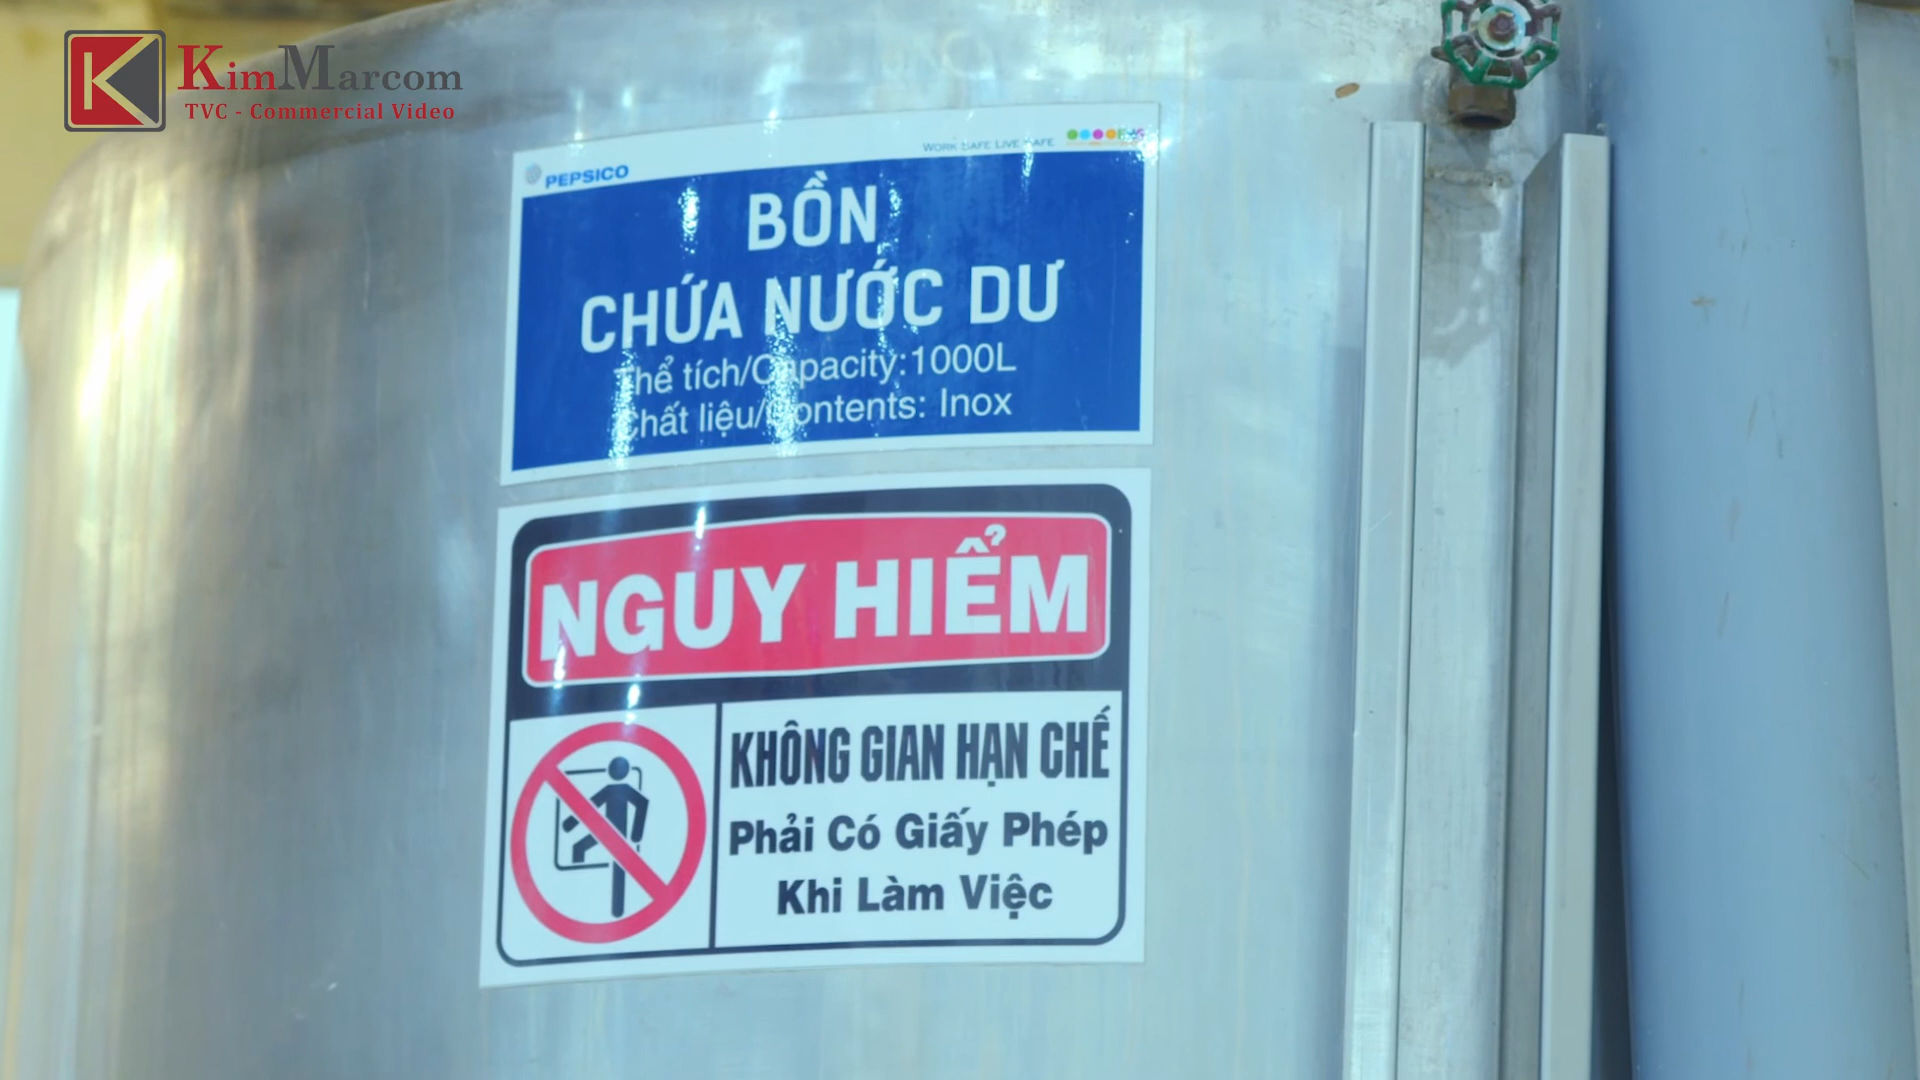 KimMarcom
TVC - Commercial Video
PEPSICO
WORK SAFE LIVE SAFE
BỒN
CHỨA NƯỚC DƯ
Thể tích/Capacity:1000L
Chất liệu/Contents: Inox
NGUY HIỂM
KHÔNG GIAN HẠN CHẾ
Phải Có Giấy Phép
Khi Làm Việc